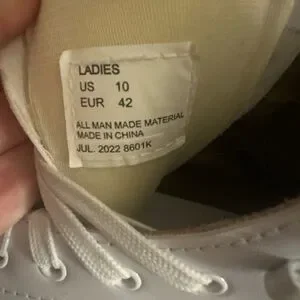 LADIES
US 10
EUR 42
ALL MAN MADE MATERIAL
MADE IN CHINA
JUL. 2022 8601K